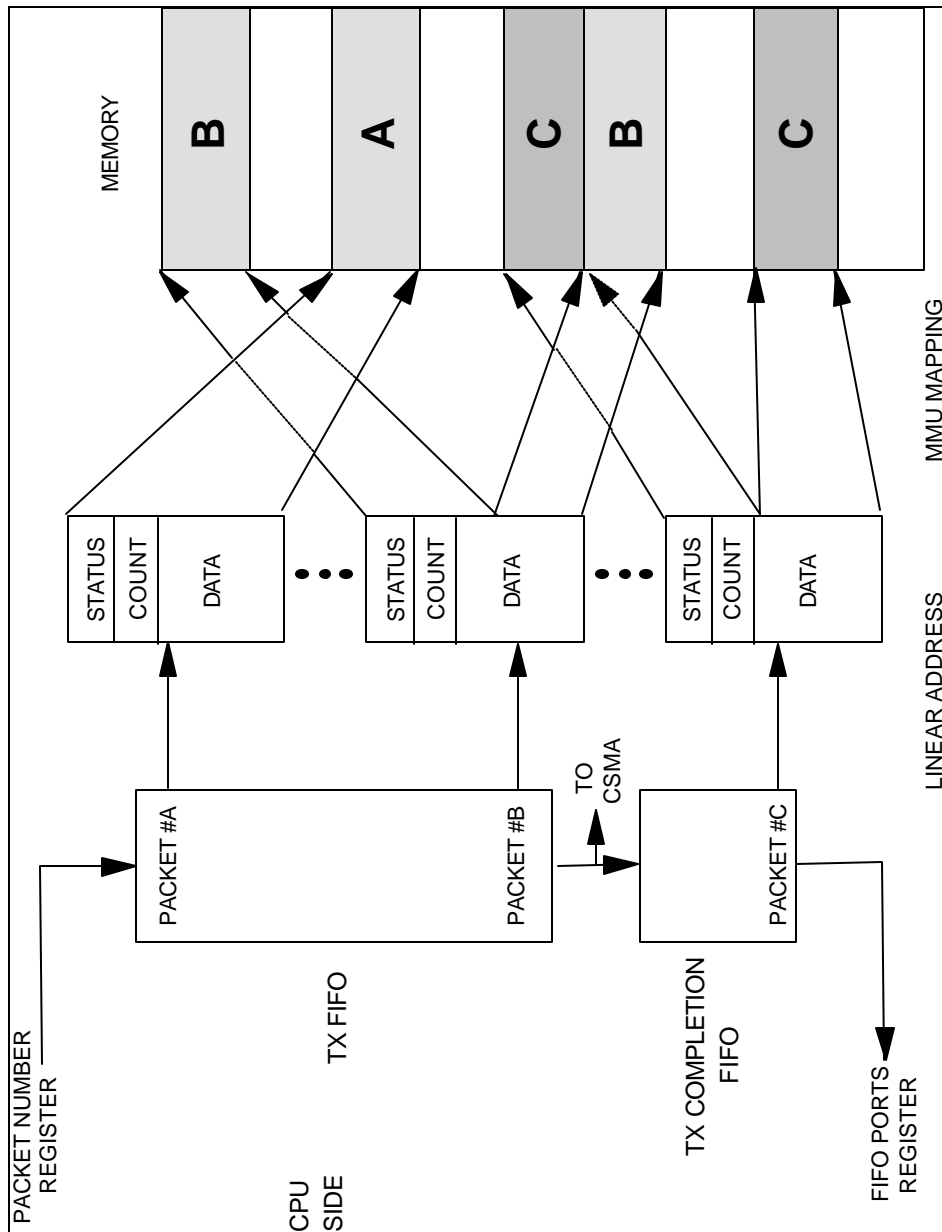 PACKET NUMBER
REGISTER
CPU
SIDE
TX FIFO
PACKET #A
PACKET #B
TO
CSMA
TX COMPLETION
FIFO
PACKET #C
FIFO PORTS
REGISTER
STATUS
COUNT
DATA
STATUS
COUNT
DATA
STATUS
COUNT
DATA
LINEAR ADDRESS
MMU MAPPING
MEMORY
B
A
C
B
C